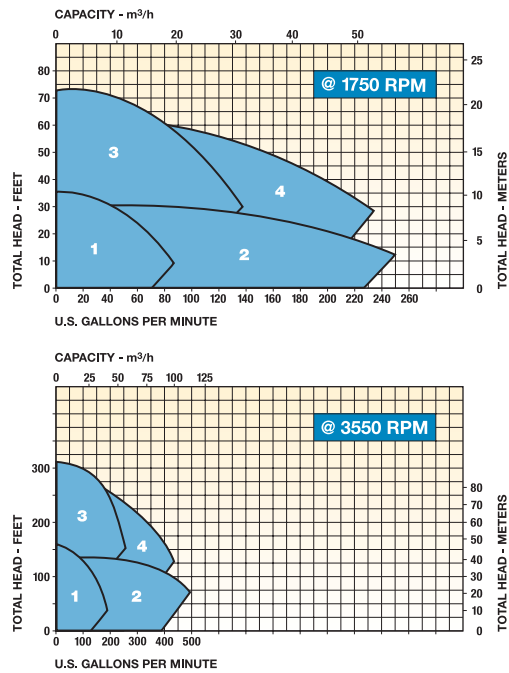 CAPACITY - m³/h
0 10 20 30 40 50
@ 1750 RPM
TOTAL HEAD - FEET
80
70
60
50
40
30
20
10
0
3
4
1
2
TOTAL HEAD - METERS
25
20
15
10
5
0
0 20 40 60 80 100 120 140 160 180 200 220 240 260
U.S. GALLONS PER MINUTE
CAPACITY - m³/h
0 25 50 75 100 125
@ 3550 RPM
TOTAL HEAD - FEET
300
200
100
0
3
4
1
2
TOTAL HEAD - METERS
80
70
60
50
40
30
20
10
0
0 100 200 300 400 500
U.S. GALLONS PER MINUTE